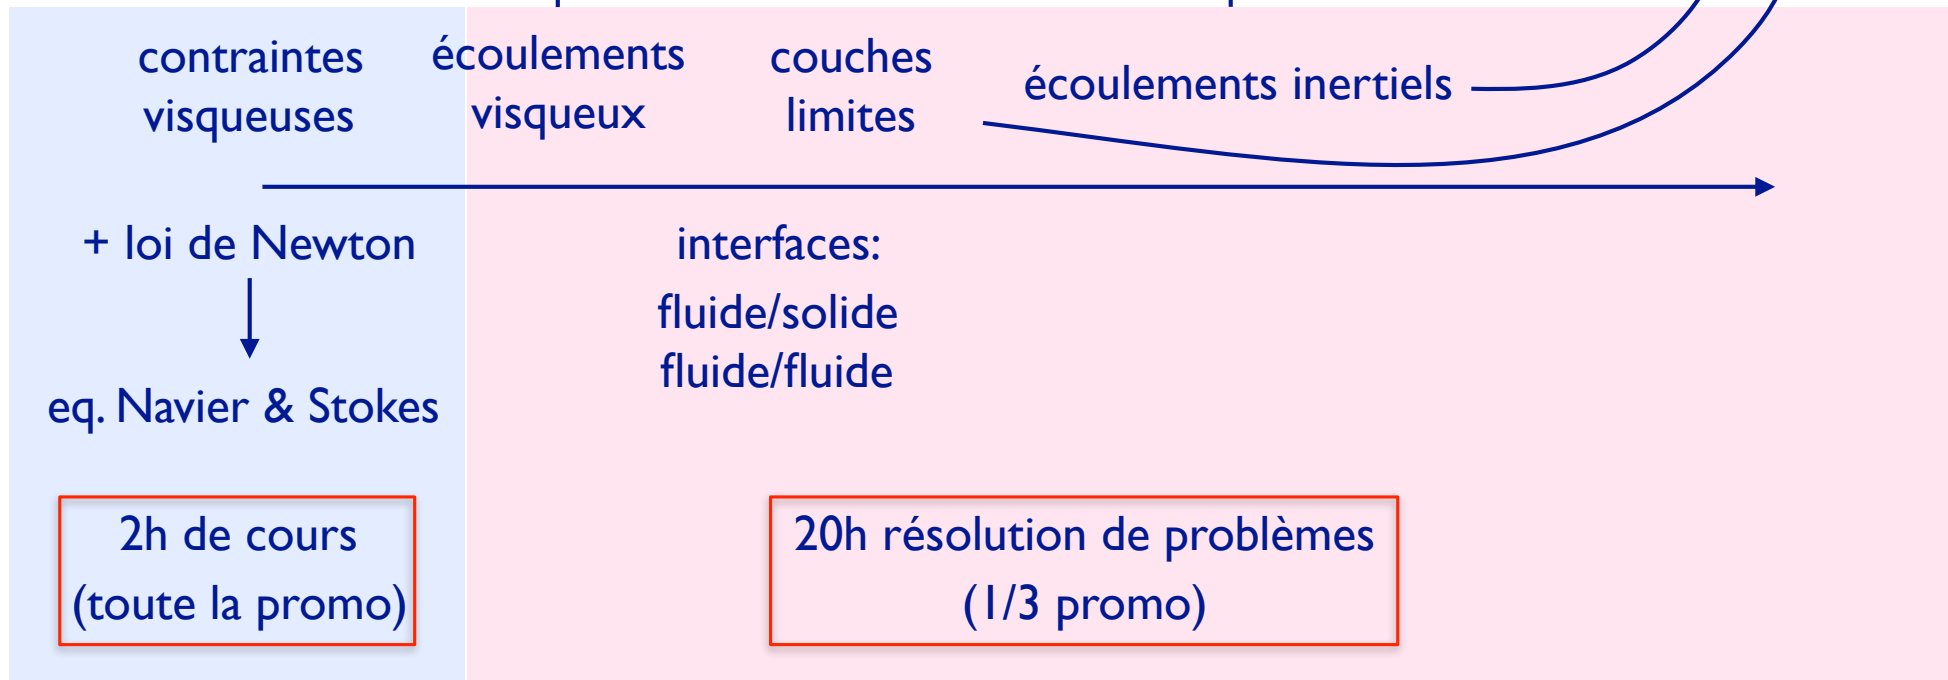 contraintes
visqueuses
écoulements
visqueux
couches
limites
écoulements inertiels
+ loi de Newton
eq. Navier & Stokes
interfaces:
fluide/solide
fluide/fluide
2h de cours
(toute la promo)
20h résolution de problèmes
(1/3 promo)